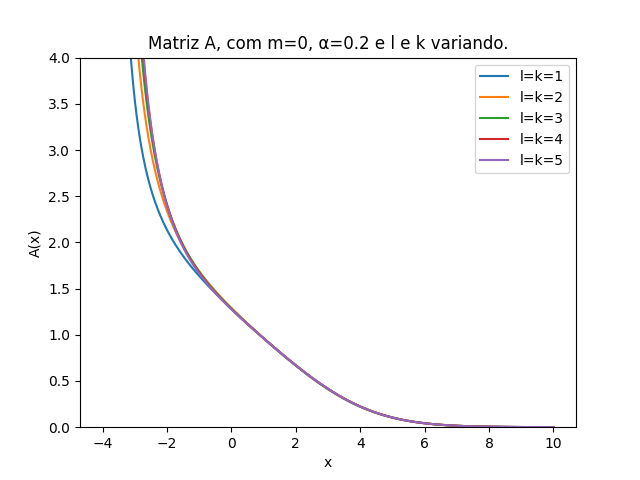 Matriz A, com m=0, α=0.2 e l e k variando.
4.0
3.5
3.0
2.5
2.0
1.5
1.0
0.5
0.0
A(x)
l=k=1
l=k=2
l=k=3
l=k=4
l=k=5
−4 −2 0 2 4 6 8 10
x